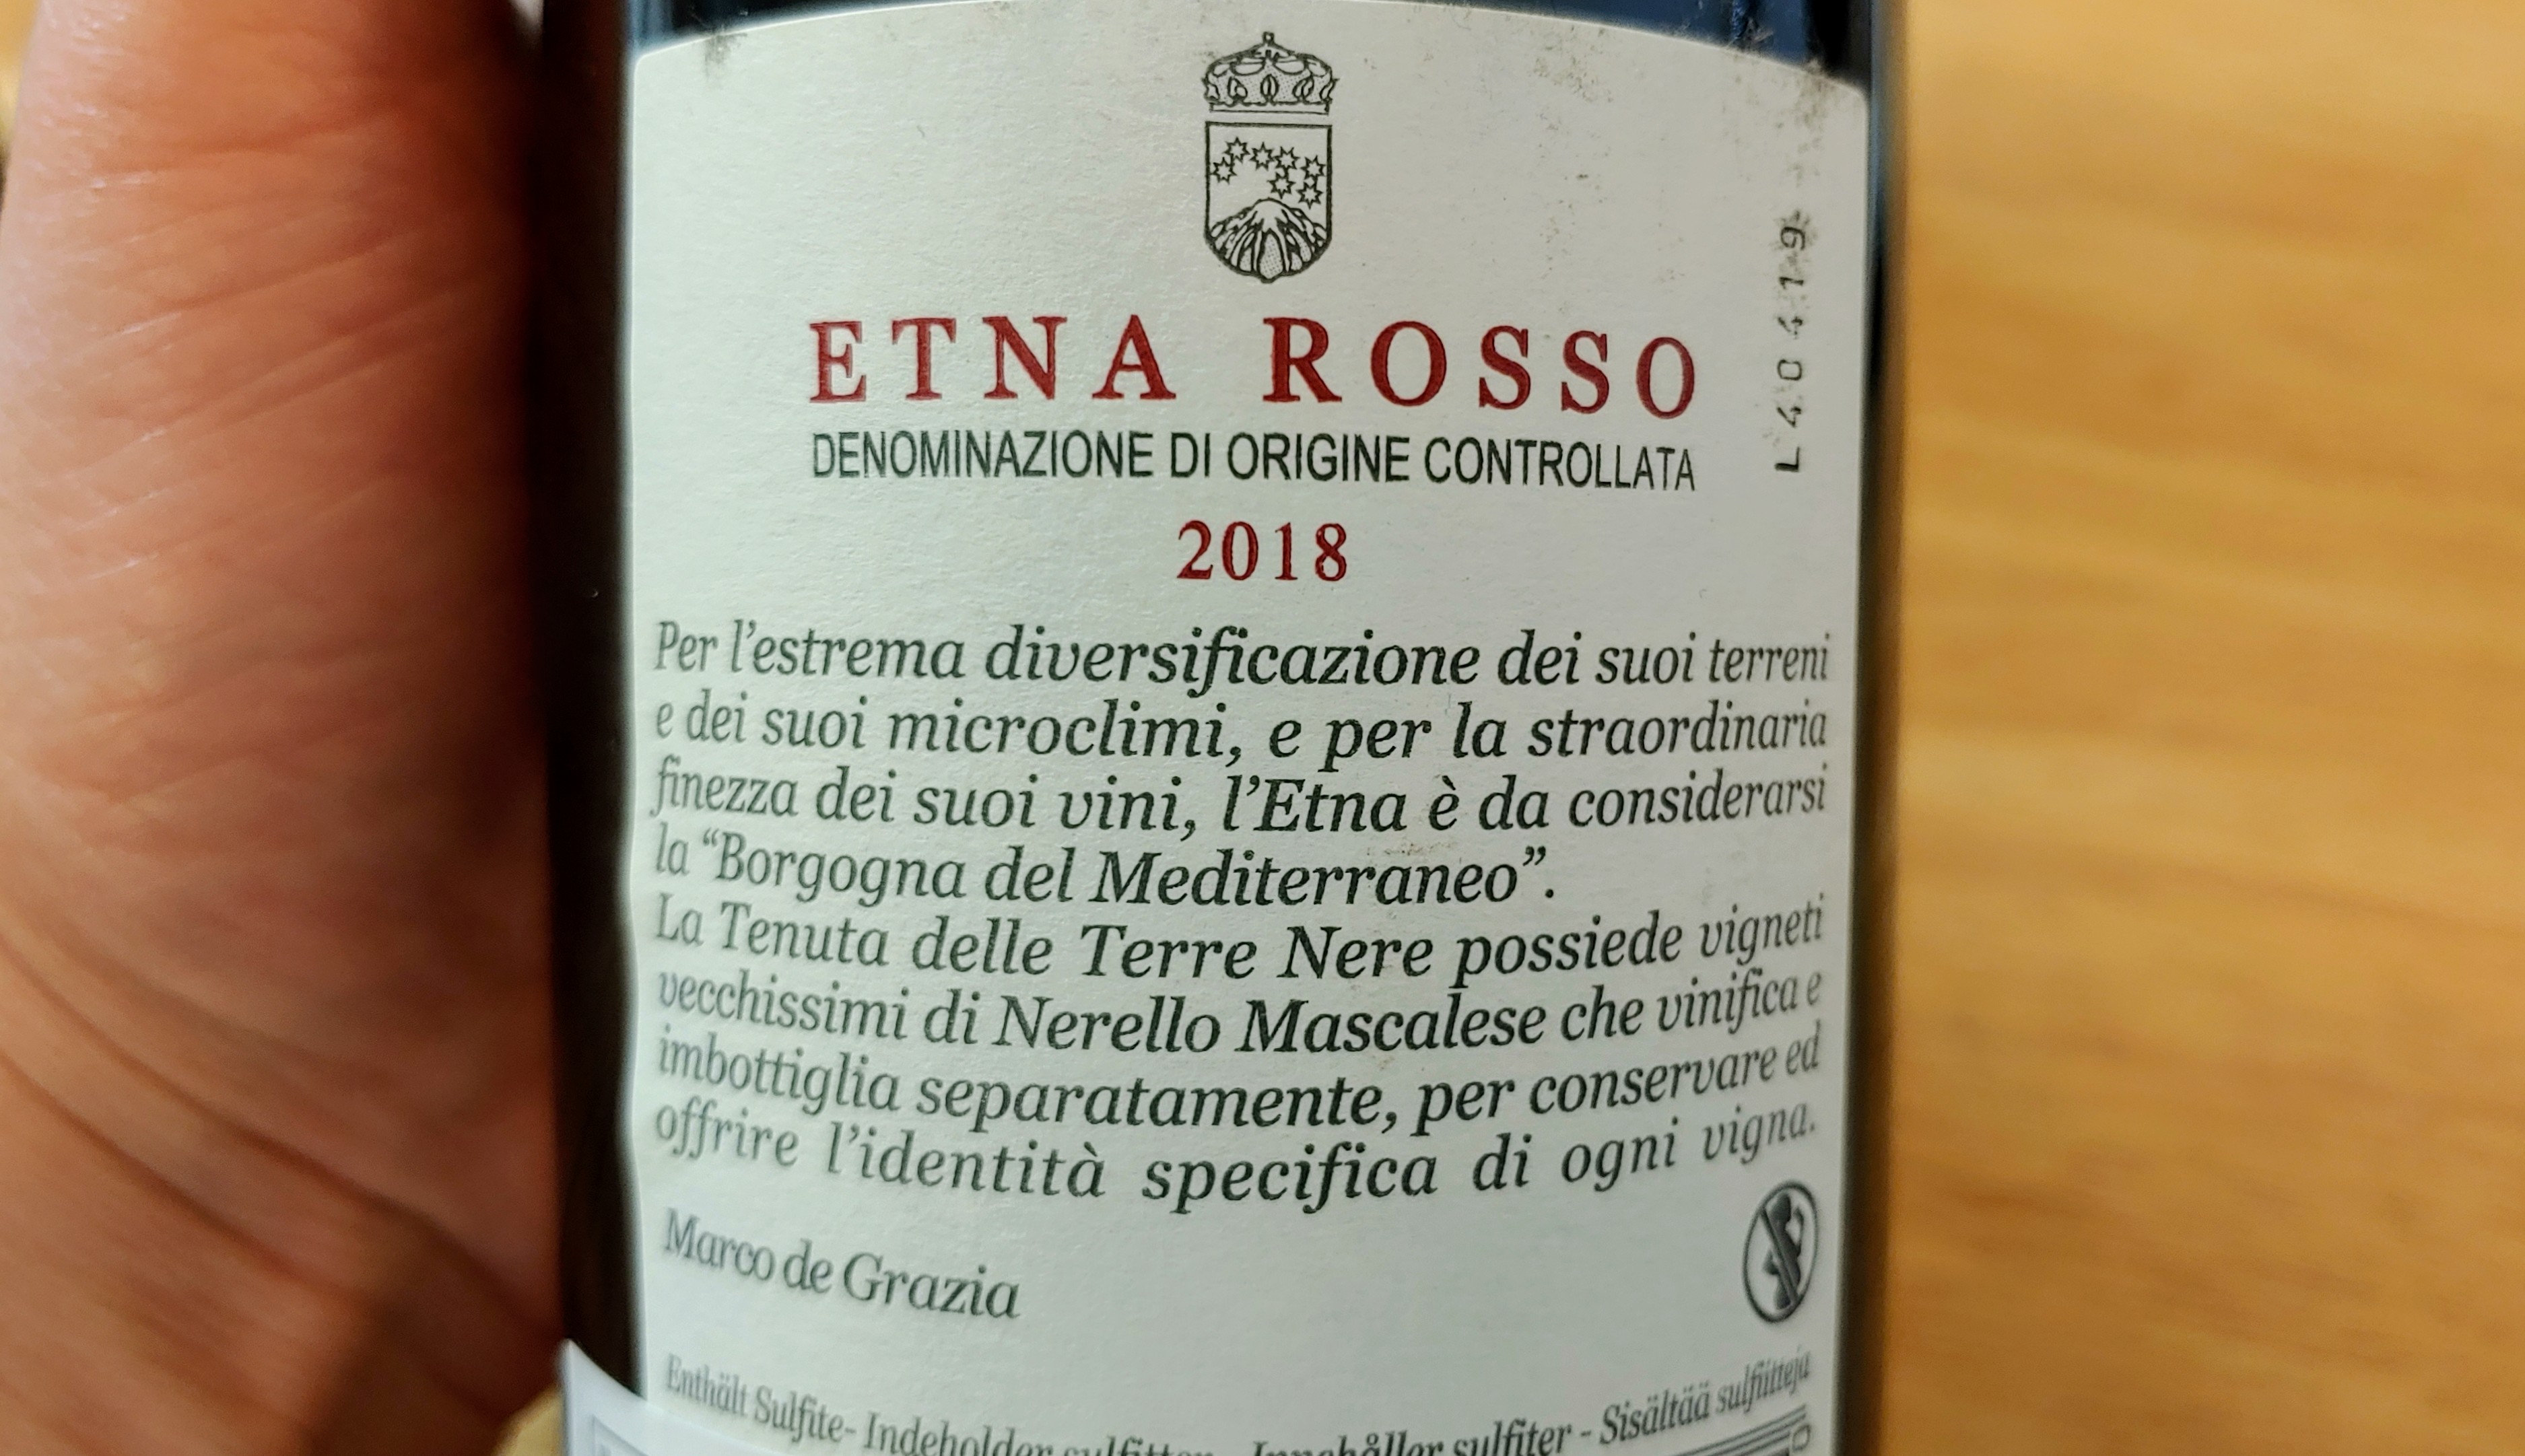 ETNA ROSSO
DENOMINAZIONE DI ORIGINE CONTROLLATA
2018
L40419
Per l'estrema diversificazione dei suoi terreni
e dei suoi microclimi, e per la straordinaria
finezza dei suoi vini, l'Etna è da considerarsi
la “Borgogna del Mediterraneo”.
La Tenuta delle Terre Nere possiede vigneti
vecchissimi di Nerello Mascalese che vinifica e
imbottiglia separatamente, per conservare ed
offrire l'identità specifica di ogni vigna.
Marco de Grazia
Enthält Sulfite- Indeholder sulfitter - Innehåller sulfiter - Sisältää sulfiitteja